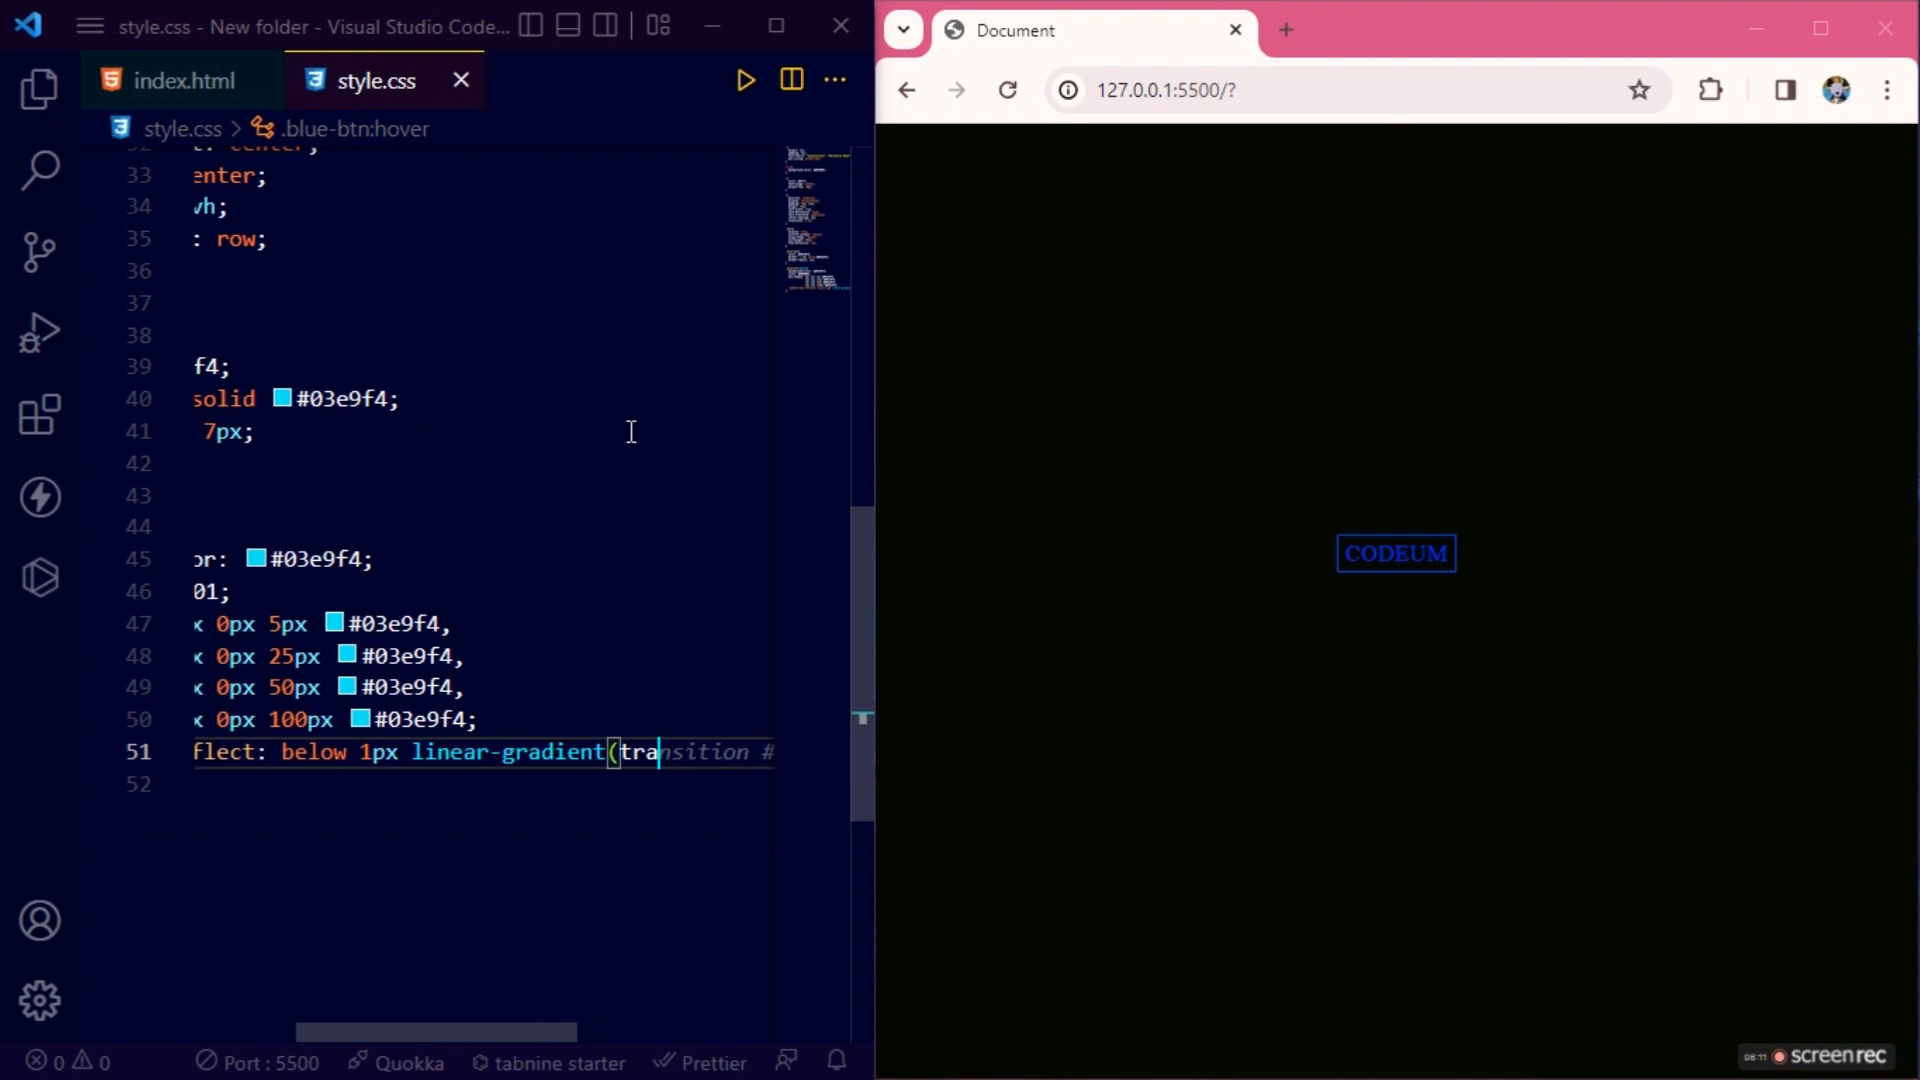 style.css - New folder - Visual Studio Code...
index.html
style.css
style.css > .blue-btn:hover
33 enter;
34 vh;
35 : row;
36
37
38
39 f4;
40 solid #03e9f4;
41 7px;
42
43
44
45 or: #03e9f4;
46 01;
47 x 0px 5px #03e9f4,
48 x 0px 25px #03e9f4,
49 x 0px 50px #03e9f4,
50 x 0px 100px #03e9f4;
51 flect: below 1px linear-gradient(transition #
52
0 0 Port : 5500 Quokka tabnine starter Prettier
Document
127.0.0.1:5500/?
CODEUM
08:11 screenrec